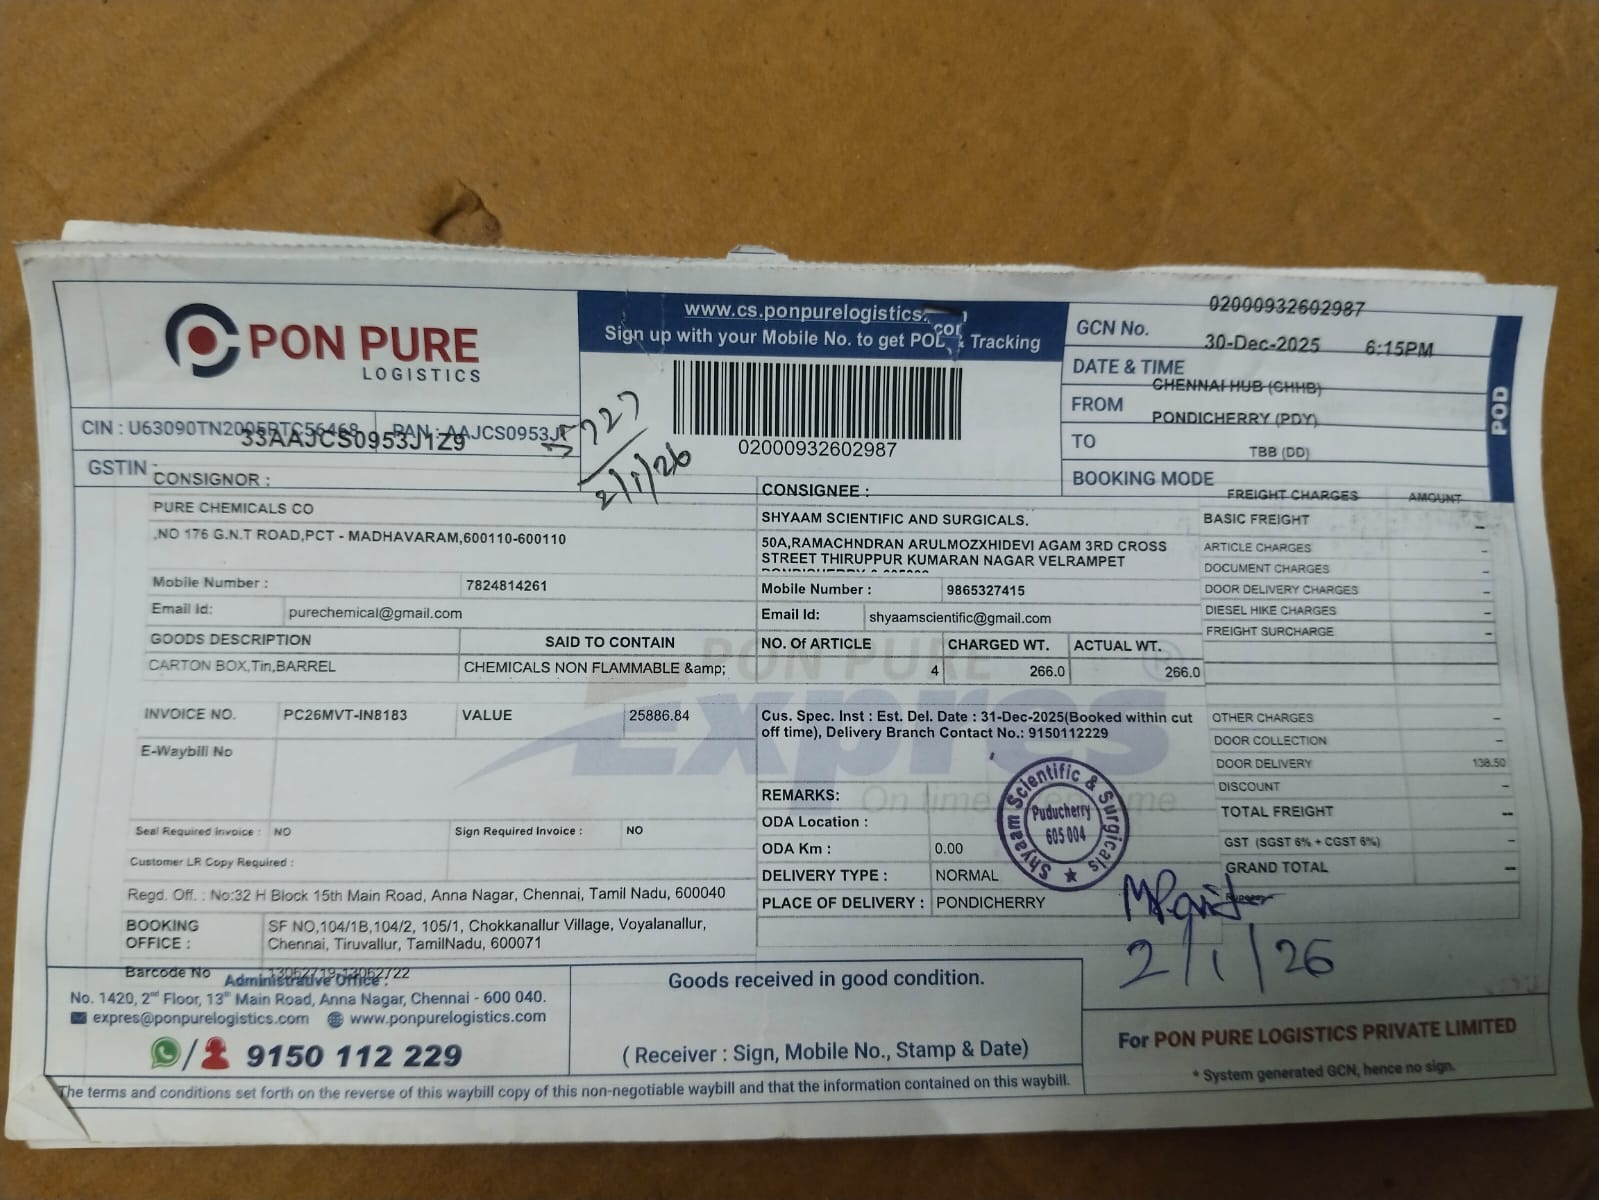 PON PURE
LOGISTICS
www.cs.ponpurelogistics.com
Sign up with your Mobile No. to get POD & Tracking
02000932602987
GCN No.
02000932602987
DATE & TIME
30-Dec-2025 6:15PM
FROM
CHENNAI HUB (CHHB)
TO
PONDICHERRY (PDY)
BOOKING MODE
TBB (DD)
POD
CIN : U63090TN2005PTC56468 PAN : AAJCS0953J
GSTIN :
33AAJCS0953J1Z9
2/1/26
CONSIGNOR :
PURE CHEMICALS CO
,NO 176 G.N.T ROAD,PCT - MADHAVARAM,600110-600110
Mobile Number : 7824814261
Email Id: purechemical@gmail.com
GOODS DESCRIPTION SAID TO CONTAIN
CARTON BOX,Tin,BARREL CHEMICALS NON FLAMMABLE &amp;
INVOICE NO. PC26MVT-IN8183 VALUE 25886.84
E-Waybill No
Seal Required invoice : NO Sign Required Invoice : NO
Customer LR Copy Required :
Regd. Off. : No:32 H Block 15th Main Road, Anna Nagar, Chennai, Tamil Nadu, 600040
BOOKING OFFICE : SF NO,104/1B,104/2, 105/1, Chokkanallur Village, Voyalanallur,
Chennai, Tiruvallur, TamilNadu, 600071
Barcode No 13062719-13062722
CONSIGNEE :
SHYAAM SCIENTIFIC AND SURGICALS.
50A,RAMACHNDRAN ARULMOZXHIDEVI AGAM 3RD CROSS
STREET THIRUPPUR KUMARAN NAGAR VELRAMPET
Mobile Number : 9865327415
Email Id: shyaamscientific@gmail.com
NO. Of ARTICLE CHARGED WT. ACTUAL WT.
4 266.0 266.0
Cus. Spec. Inst : Est. Del. Date : 31-Dec-2025(Booked within cut
off time), Delivery Branch Contact No.: 9150112229
REMARKS:
ODA Location :
ODA Km : 0.00
DELIVERY TYPE : NORMAL
PLACE OF DELIVERY : PONDICHERRY
PON PURE
Expres
On time every time
Shyaam Scientific & Surgicals
Puducherry
605 004
FREIGHT CHARGES AMOUNT
BASIC FREIGHT --
ARTICLE CHARGES -
DOCUMENT CHARGES -
DOOR DELIVERY CHARGES -
DIESEL HIKE CHARGES -
FREIGHT SURCHARGE -
OTHER CHARGES -
DOOR COLLECTION -
DOOR DELIVERY 138.50
DISCOUNT -
TOTAL FREIGHT --
GST (SGST 6% + CGST 6%) -
GRAND TOTAL --
2/1/26
Administrative Office :
No. 1420, 2nd Floor, 13th Main Road, Anna Nagar, Chennai - 600 040.
expres@ponpurelogistics.com www.ponpurelogistics.com
/ 9150 112 229
Goods received in good condition.
( Receiver : Sign, Mobile No., Stamp & Date)
For PON PURE LOGISTICS PRIVATE LIMITED
* System generated GCN, hence no sign.
The terms and conditions set forth on the reverse of this waybill copy of this non-negotiable waybill and that the information contained on this waybill.